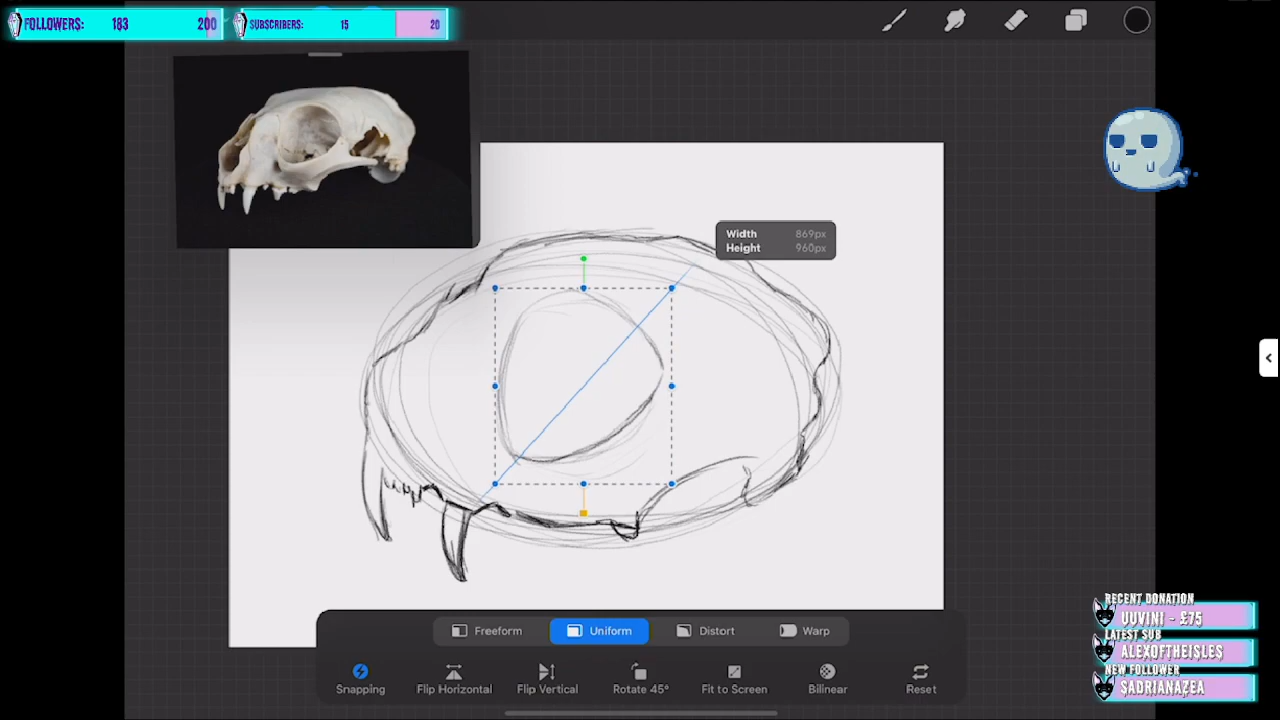 FOLLOWERS: 183 200
SUBSCRIBERS: 15 20
Width 869px
Height 960px
Freeform Uniform Distort Warp
Snapping Flip Horizontal Flip Vertical Rotate 45° Fit to Screen Bilinear Reset
RECENT DONATION
UUVINI - £75
LATEST SUB
ALEXOFTHEISLES
NEW FOLLOWER
SADRIANAZEA